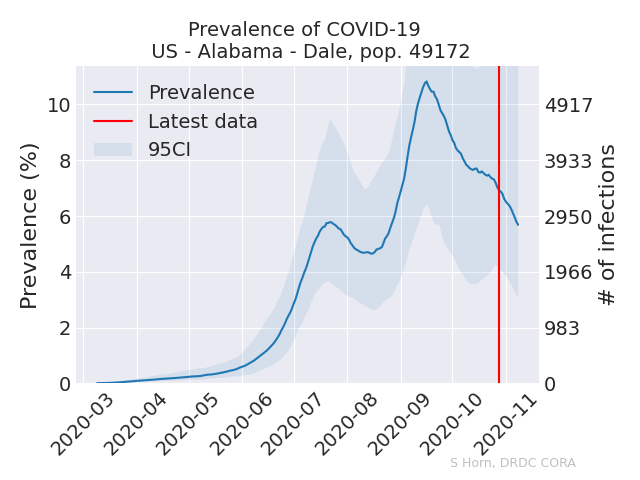 Prevalence of COVID-19
US - Alabama - Dale, pop. 49172
Prevalence
Latest data
95CI
Prevalence (%)
10
8
6
4
2
0
4917
3933
2950
1966
983
0
# of infections
2020-03
2020-04
2020-05
2020-06
2020-07
2020-08
2020-09
2020-10
2020-11
S Horn, DRDC CORA